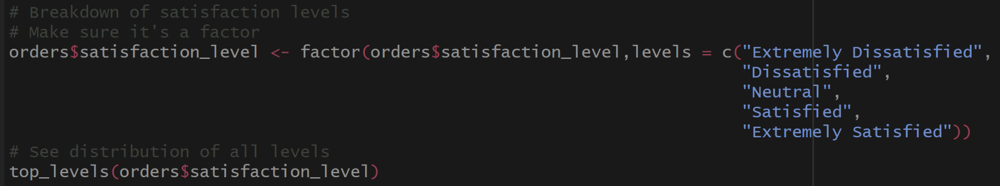 # Breakdown of satisfaction levels
# Make sure it's a factor
orders$satisfaction_level <- factor(orders$satisfaction_level,levels = c("Extremely Dissatisfied",
"Dissatisfied",
"Neutral",
"Satisfied",
"Extremely Satisfied"))
# See distribution of all levels
top_levels(orders$satisfaction_level)